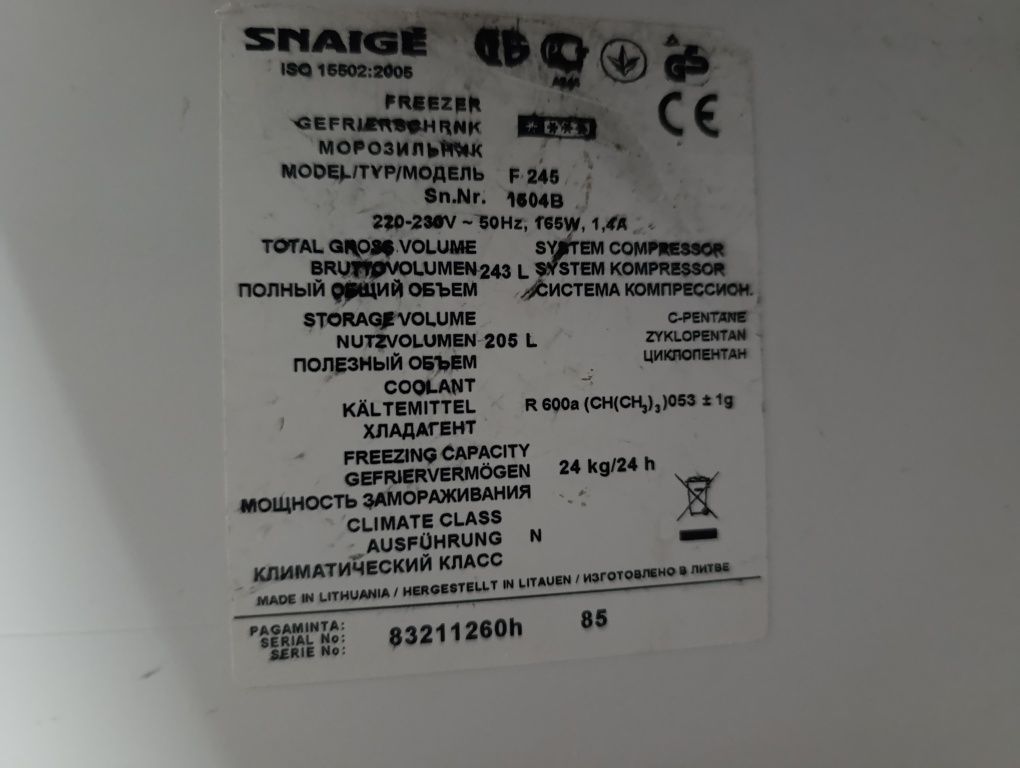 SNAIGĖ
ISO 15502:2005
FREEZER
GEFRIERSCHRNK
МОРОЗИЛЬНИК
MODEL/TYP/МОДЕЛЬ F 245
Sn.Nr. 1604B
220-230V ~ 50Hz, 165W, 1,4A
TOTAL GROSS VOLUME SYSTEM COMPRESSOR
BRUTTOVOLUMEN 243 L SYSTEM KOMPRESSOR
ПОЛНЫЙ ОБЩИЙ ОБЪЕМ СИСТЕМА КОМПРЕССИОН.
STORAGE VOLUME C-PENTANE
NUTZVOLUMEN 205 L ZYKLOPENTAN
ПОЛЕЗНЫЙ ОБЪЕМ ЦИКЛОПЕНТАН
COOLANT
KÄLTEMITTEL R 600a (CH(CH₃)₃)053 ± 1g
ХЛАДАГЕНТ
FREEZING CAPACITY
GEFRIERVERMÖGEN 24 kg/24 h
МОЩНОСТЬ ЗАМОРАЖИВАНИЯ
CLIMATE CLASS
AUSFÜHRUNG N
КЛИМАТИЧЕСКИЙ КЛАСС
MADE IN LITHUANIA / HERGESTELLT IN LITAUEN / ИЗГОТОВЛЕНО В ЛИТВЕ
PAGAMINTA:
SERIAL No: 83211260h 85
SERIE No: